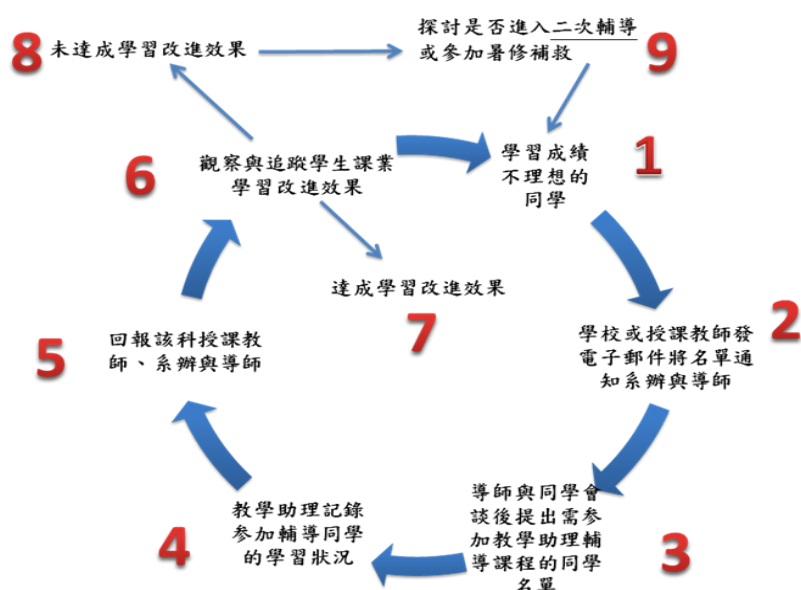 8
未達成學習改進效果
探討是否進入二次輔導
或參加暑修補救
9
1
學習成績
不理想的
同學
2
學校或授課教師發
電子郵件將名單通
知系辦與導師
3
導師與同學會
談後提出需參
加教學助理輔
導課程的同學
名單
4
教學助理記錄
參加輔導同學
的學習狀況
5
回報該科授課教
師、系辦與導師
6
觀察與追蹤學生課業
學習改進效果
達成學習改進效果
7